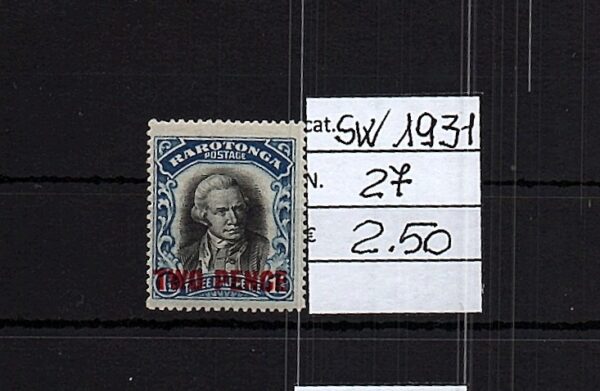 RAROTONGA
POSTAGE
TWO PENCE
cat. SW 1931
N. 27
€ 2.50